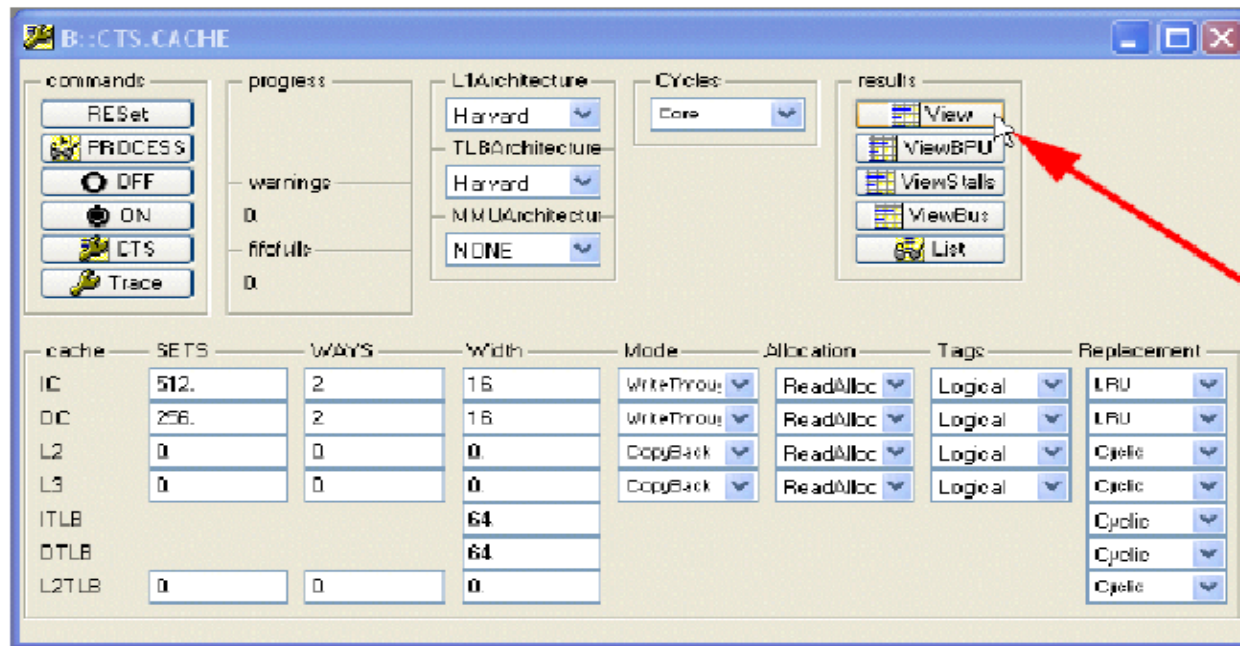 B::CTS.CACHE
commands
RESet
PROCESS
OFF
ON
CTS
Trace
progress
warnings
0.
fifofulls
0.
L1Architecture
Harvard
TLBArchitecture
Harvard
MMUArchitectur
NONE
CYcles
Core
results
View
ViewBPU
ViewStalls
ViewBus
List
cache SETS WAYS Width Mode Allocation Tags Replacement
IC 512. 2. 16. WriteThroug ReadAlloc Logical LRU
DC 256. 2. 16. WriteThroug ReadAlloc Logical LRU
L2 0. 0. 0. CopyBack ReadAlloc Logical Cyclic
L3 0. 0. 0. CopyBack ReadAlloc Logical Cyclic
ITLB 64. Cyclic
DTLB 64. Cyclic
L2TLB 0. 0. 0. Cyclic